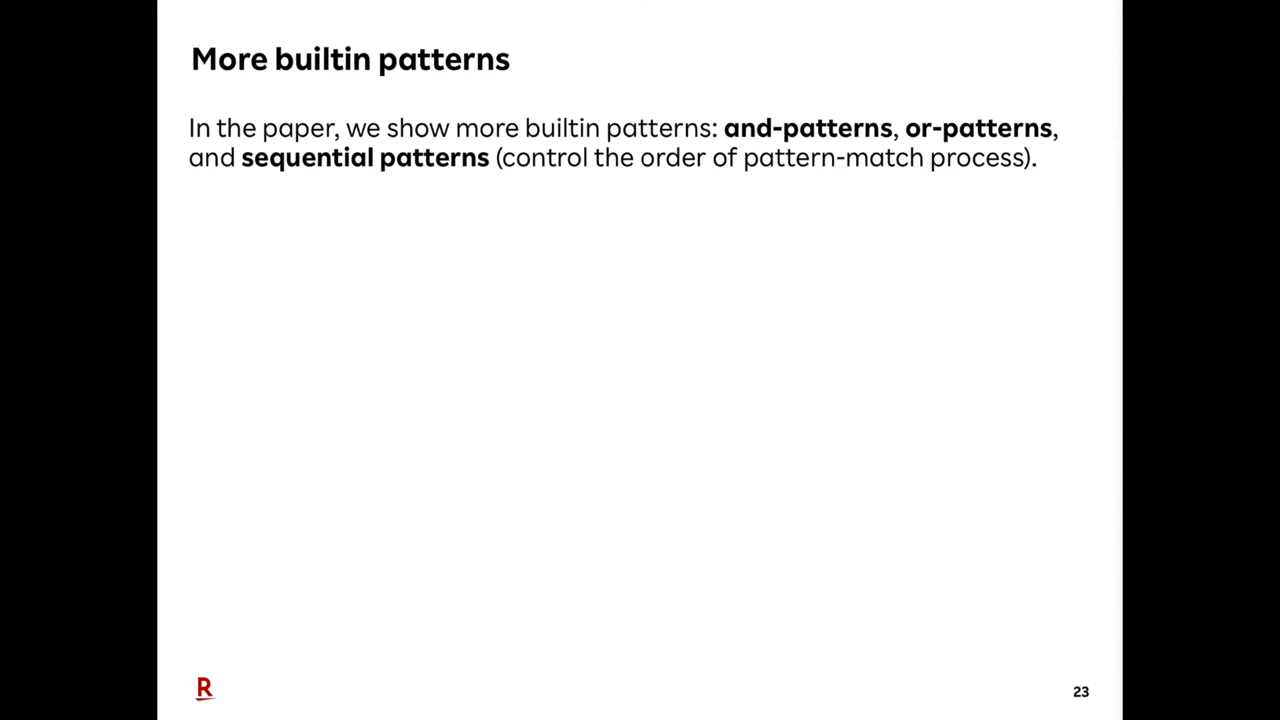 More builtin patterns
In the paper, we show more builtin patterns: and-patterns, or-patterns,
and sequential patterns (control the order of pattern-match process).
R
23